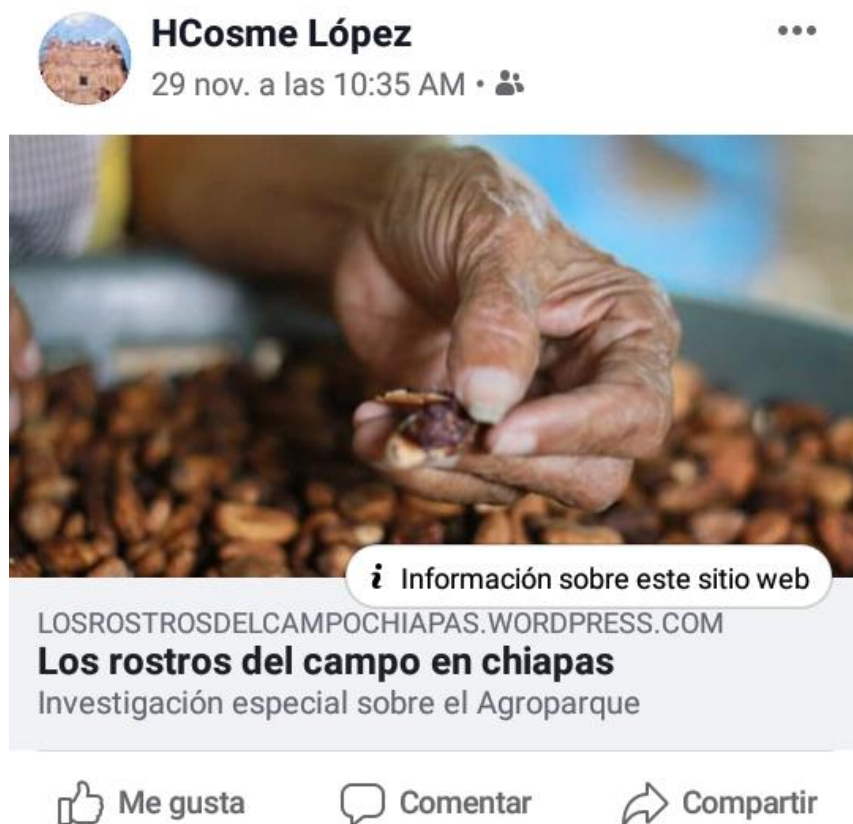 HCosme López
29 nov. a las 10:35 AM •
i Información sobre este sitio web
LOSROSTROSDELCAMPOCHIAPAS.WORDPRESS.COM
Los rostros del campo en chiapas
Investigación especial sobre el Agroparque
Me gusta
Comentar
Compartir